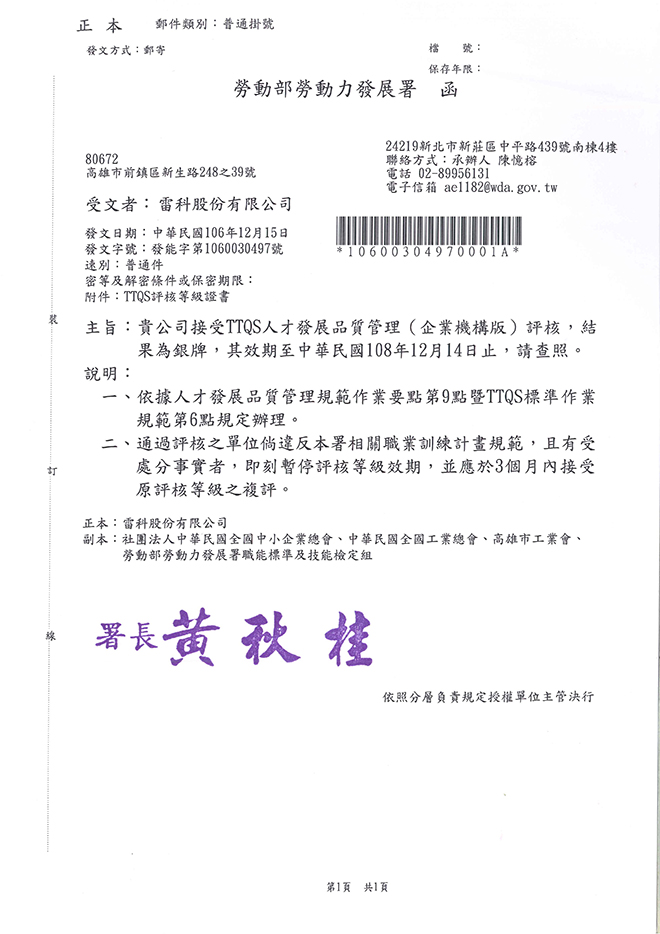 正 本 郵件類別：普通掛號
發文方式：郵寄
檔 號：
保存年限：
勞動部勞動力發展署 函
80672
高雄市前鎮區新生路248之39號
24219新北市新莊區中平路439號南棟4樓
聯絡方式：承辦人 陳憶榕
電話 02-89956131
電子信箱 ae1182@wda.gov.tw
受文者：雷科股份有限公司
發文日期：中華民國106年12月15日
發文字號：發能字第1060030497號
速別：普通件
密等及解密條件或保密期限：
附件：TTQS評核等級證書
*10600304970001A*
主旨：貴公司接受TTQS人才發展品質管理（企業機構版）評核，結
果為銀牌，其效期至中華民國108年12月14日止，請查照。
說明：
一、依據人才發展品質管理規範作業要點第9點暨TTQS標準作業
規範第6點規定辦理。
二、通過評核之單位倘違反本署相關職業訓練計畫規範，且有受
處分事實者，即刻暫停評核等級效期，並應於3個月內接受
原評核等級之複評。
正本：雷科股份有限公司
副本：社團法人中華民國全國中小企業總會、中華民國全國工業總會、高雄市工業會、
勞動部勞動力發展署職能標準及技能檢定組
署長 黃秋桂
依照分層負責規定授權單位主管決行
裝
訂
線
第1頁 共1頁